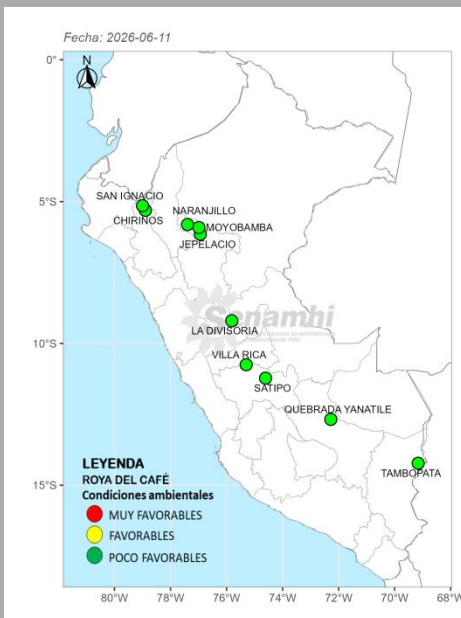 Fecha: 2026-06-11
N
0°
5°S
10°S
15°S
SAN IGNACIO
CHIRINOS
NARANJILLO
MOYOBAMBA
JEPELACIO
Senamhi
LA DIVISORIA
VILLA RICA
SATIPO
QUEBRADA YANATILE
TAMBOPATA
LEYENDA
ROYA DEL CAFÉ
Condiciones ambientales
MUY FAVORABLES
FAVORABLES
POCO FAVORABLES
80°W 78°W 76°W 74°W 72°W 70°W 68°W